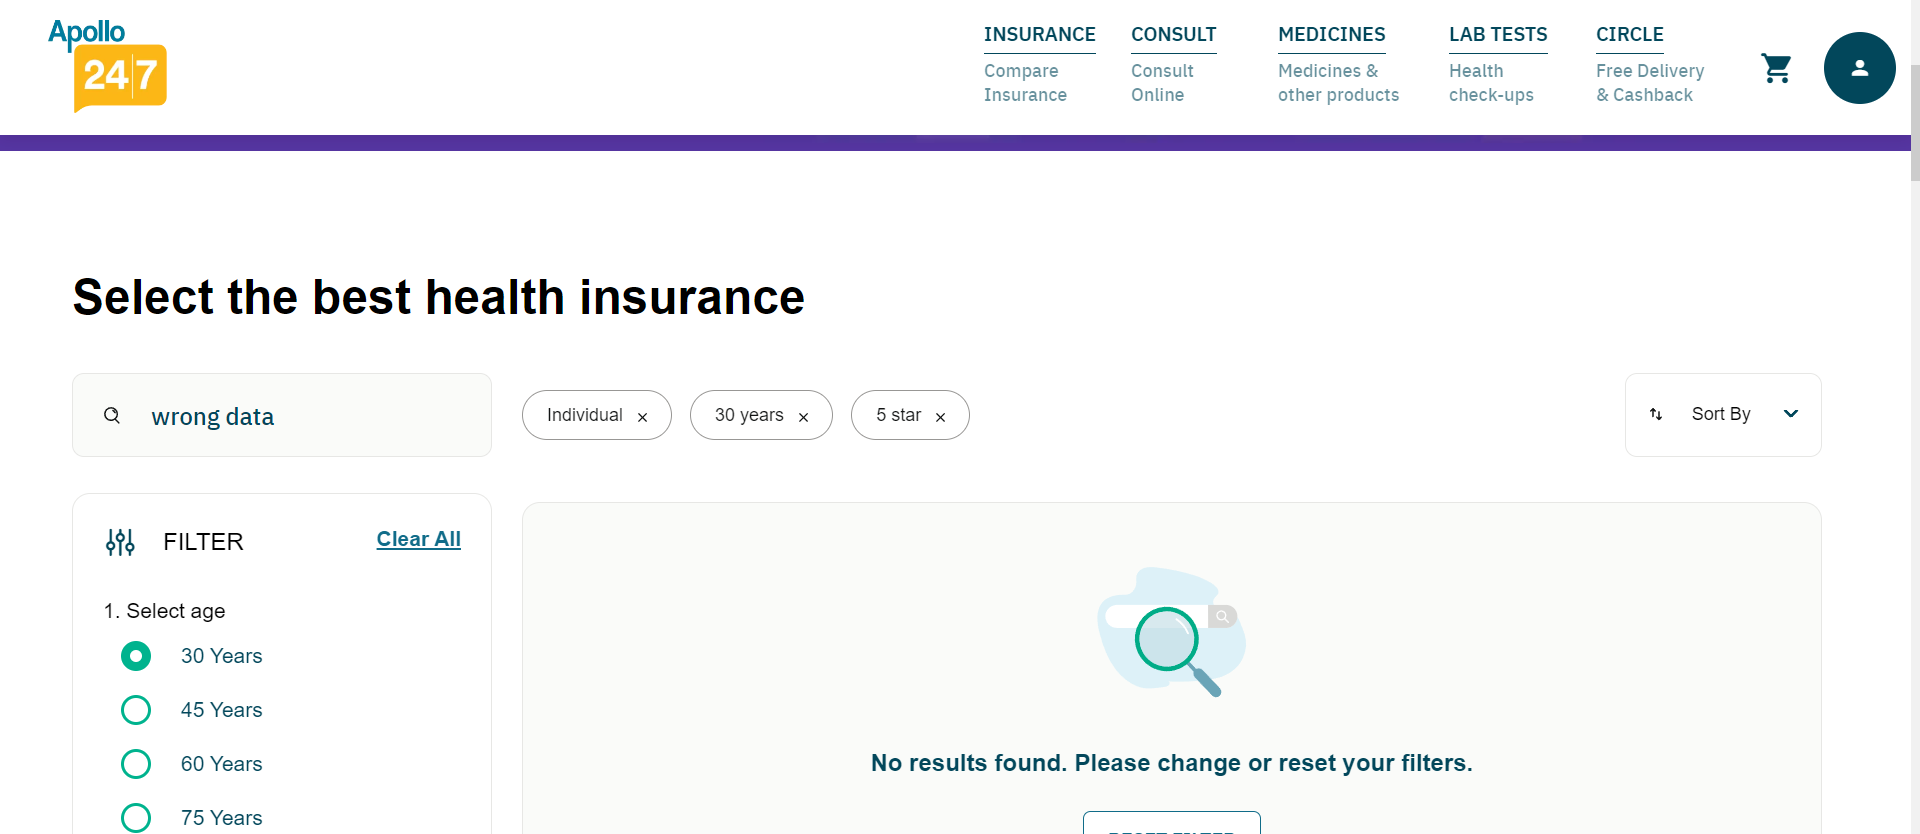 Apollo
24|7
INSURANCE
Compare
Insurance
CONSULT
Consult
Online
MEDICINES
Medicines &
other products
LAB TESTS
Health
check-ups
CIRCLE
Free Delivery
& Cashback
Select the best health insurance
wrong data
Individual ×
30 years ×
5 star ×
Sort By
FILTER
Clear All
1. Select age
30 Years
45 Years
60 Years
75 Years
No results found. Please change or reset your filters.
RESET FILTER